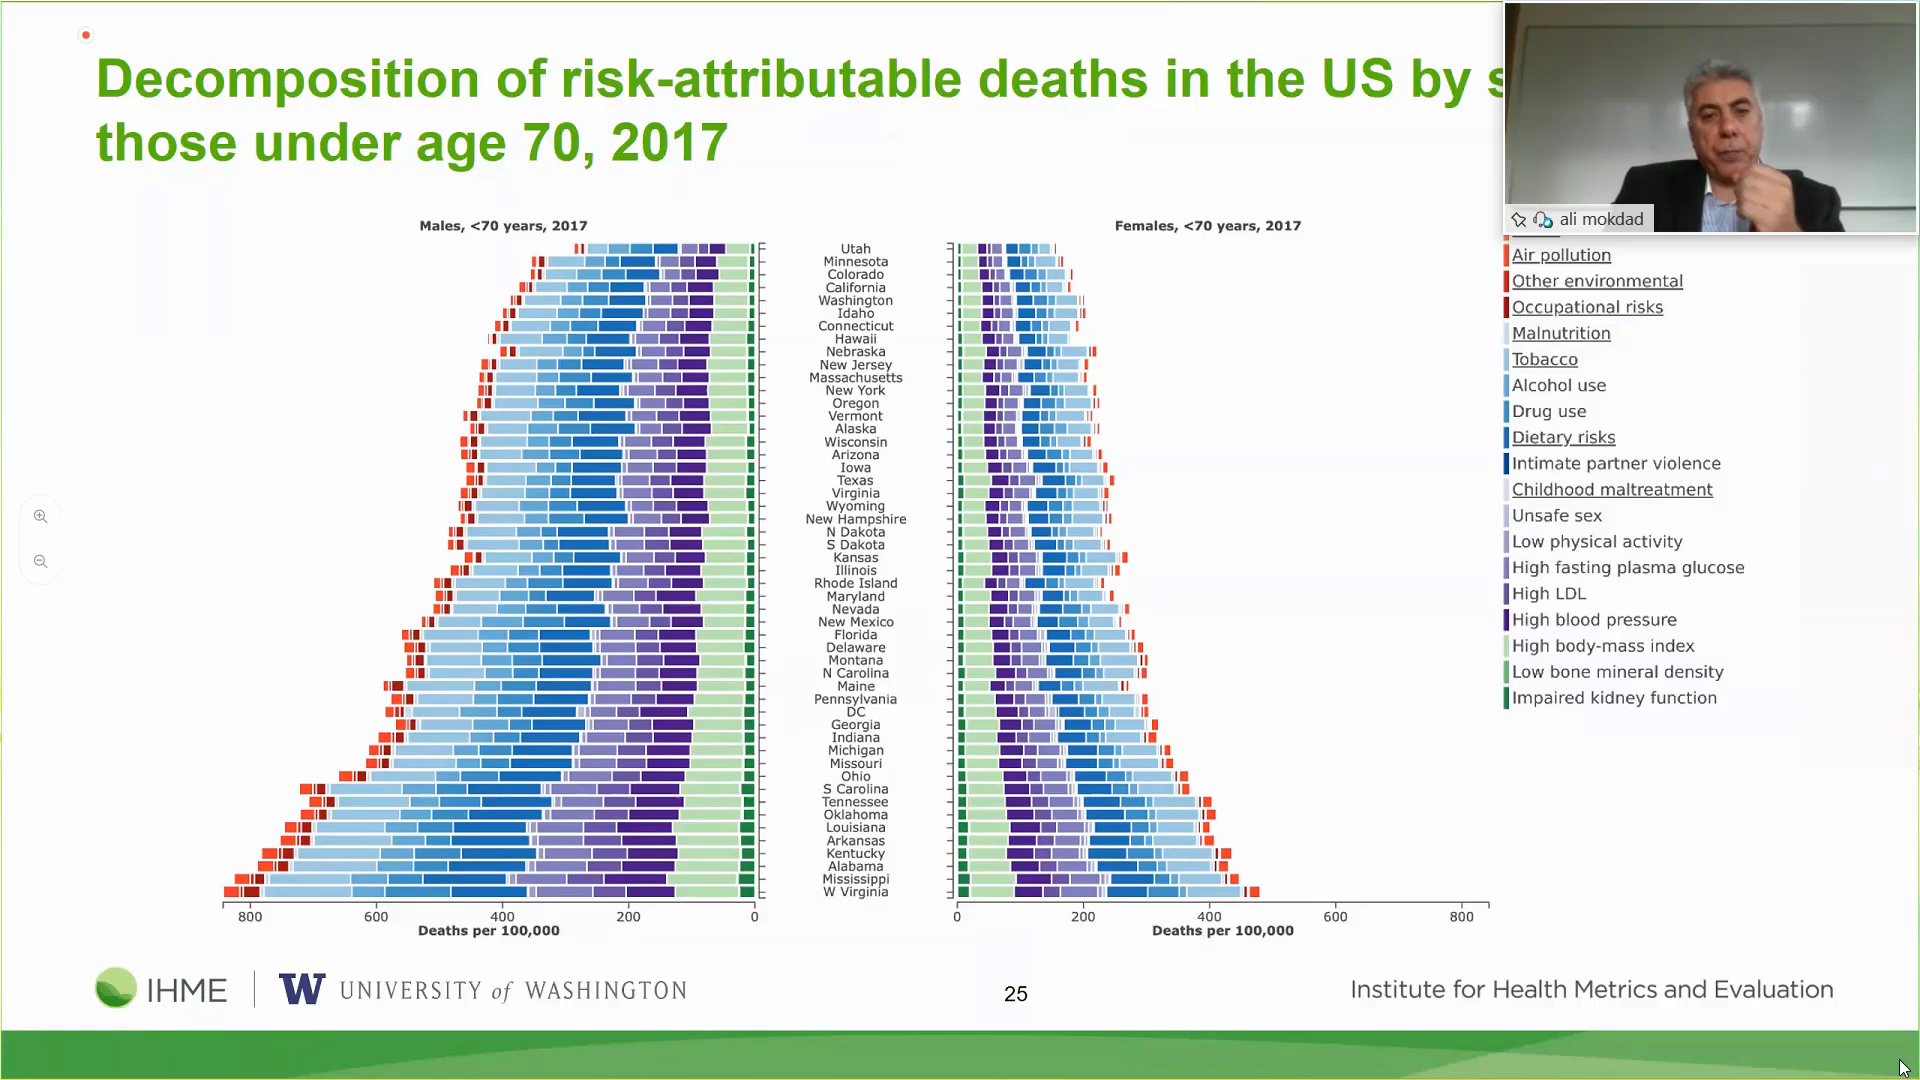 Decomposition of risk-attributable deaths in the US by
those under age 70, 2017
ali mokdad
Males, <70 years, 2017
Females, <70 years, 2017
Utah
Minnesota
Colorado
California
Washington
Idaho
Connecticut
Hawaii
Nebraska
New Jersey
Massachusetts
New York
Oregon
Vermont
Alaska
Wisconsin
Arizona
Iowa
Texas
Virginia
Wyoming
New Hampshire
N Dakota
S Dakota
Kansas
Illinois
Rhode Island
Maryland
Nevada
New Mexico
Florida
Delaware
Montana
N Carolina
Maine
Pennsylvania
DC
Georgia
Indiana
Michigan
Missouri
Ohio
S Carolina
Tennessee
Oklahoma
Louisiana
Arkansas
Kentucky
Alabama
Mississippi
W Virginia
800 600 400 200 0
Deaths per 100,000
0 200 400 600 800
Deaths per 100,000
Air pollution
Other environmental
Occupational risks
Malnutrition
Tobacco
Alcohol use
Drug use
Dietary risks
Intimate partner violence
Childhood maltreatment
Unsafe sex
Low physical activity
High fasting plasma glucose
High LDL
High blood pressure
High body-mass index
Low bone mineral density
Impaired kidney function
IHME
W UNIVERSITY of WASHINGTON
25
Institute for Health Metrics and Evaluation